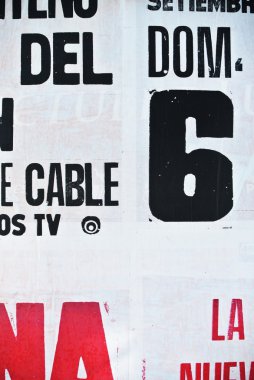 DEL
E CABLE
OS TV
NA
SETIEMBR
DOM.
6
LA
NUEV